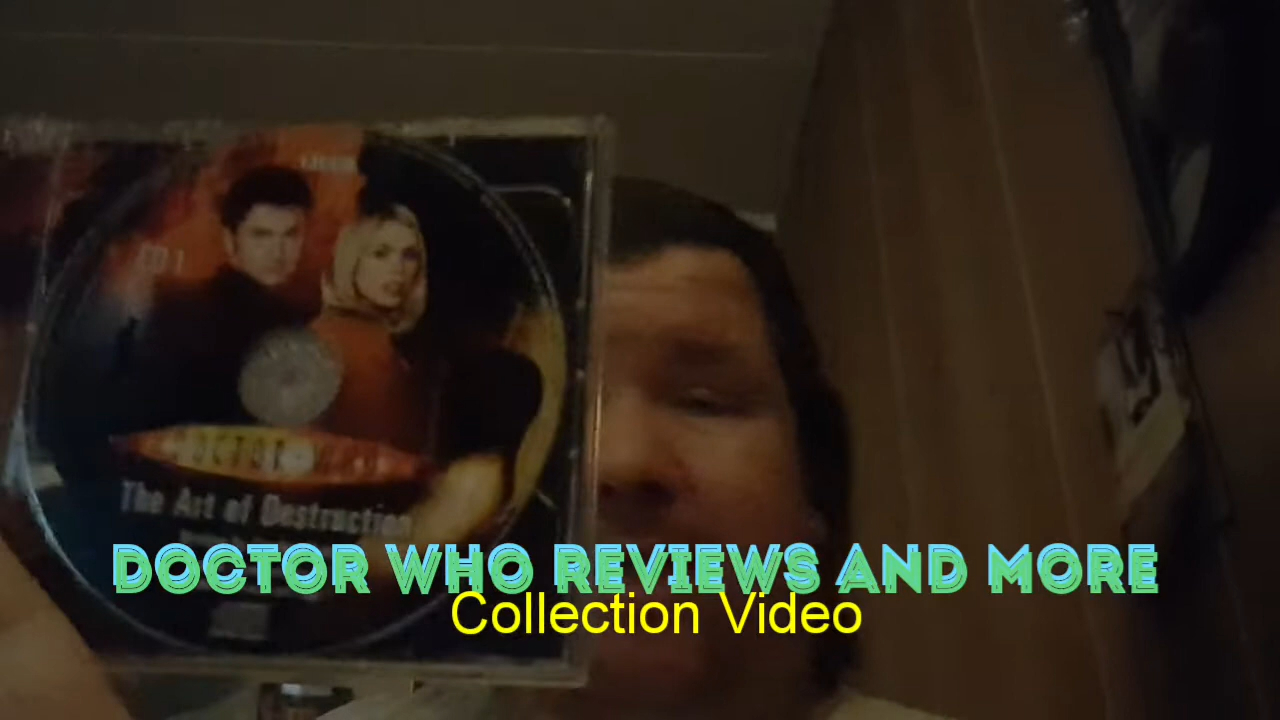 CD 1
DOCTOR WHO
The Art of Destruction
DOCTOR WHO REVIEWS AND MORE
Collection Video